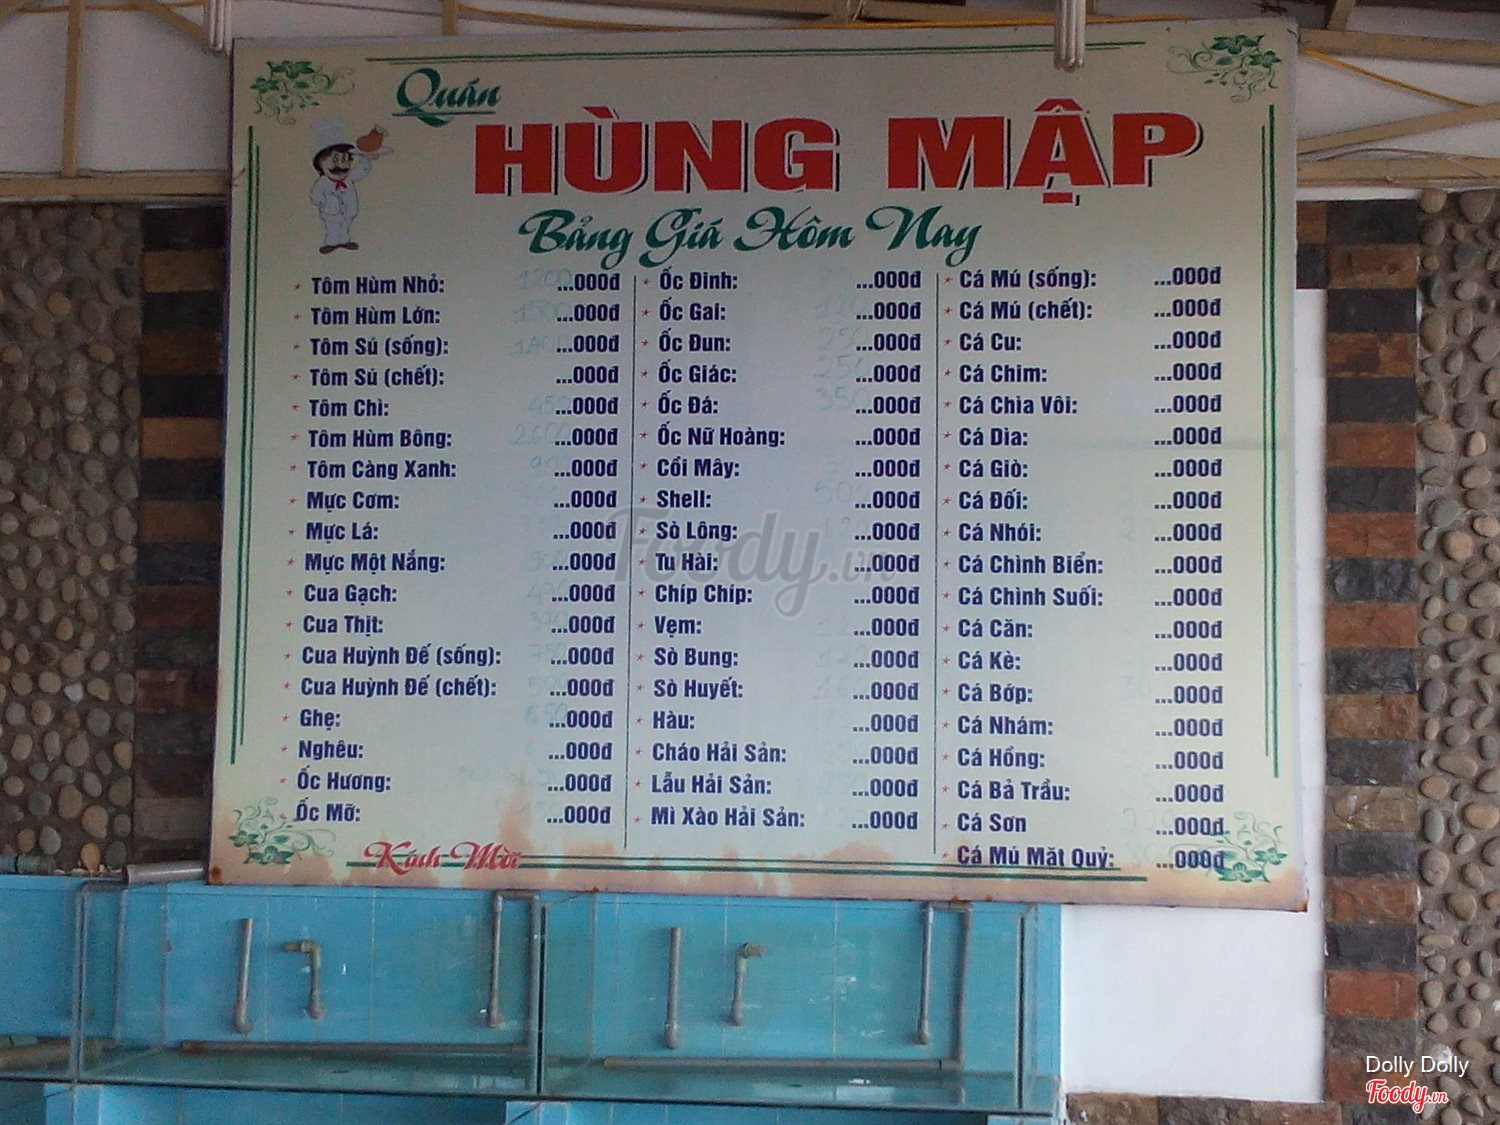 Quán
HÙNG MẬP
Bảng Giá Hôm Nay
* Tôm Hùm Nhỏ: ...000đ
* Tôm Hùm Lớn: ...000đ
* Tôm Sú (sống): ...000đ
* Tôm Sú (chết): ...000đ
* Tôm Chì: ...000đ
* Tôm Hùm Bông: ...000đ
* Tôm Càng Xanh: ...000đ
* Mực Cơm: ...000đ
* Mực Lá: ...000đ
* Mực Một Nắng: ...000đ
* Cua Gạch: ...000đ
* Cua Thịt: ...000đ
* Cua Huỳnh Đế (sống): ...000đ
* Cua Huỳnh Đế (chết): ...000đ
* Ghẹ: ...000đ
* Nghêu: ...000đ
* Ốc Hương: ...000đ
* Ốc Mỡ: ...000đ
* Ốc Đinh: ...000đ
* Ốc Gai: ...000đ
* Ốc Đun: ...000đ
* Ốc Giác: ...000đ
* Ốc Đá: ...000đ
* Ốc Nữ Hoàng: ...000đ
* Cồi Mây: ...000đ
* Shell: ...000đ
* Sò Lông: ...000đ
* Tu Hài: ...000đ
* Chíp Chíp: ...000đ
* Vẹm: ...000đ
* Sò Bung: ...000đ
* Sò Huyết: ...000đ
* Hàu: ...000đ
* Cháo Hải Sản: ...000đ
* Lẩu Hải Sản: ...000đ
* Mì Xào Hải Sản: ...000đ
* Cá Mú (sống): ...000đ
* Cá Mú (chết): ...000đ
* Cá Cu: ...000đ
* Cá Chim: ...000đ
* Cá Chìa Vôi: ...000đ
* Cá Dìa: ...000đ
* Cá Giò: ...000đ
* Cá Đối: ...000đ
* Cá Nhói: ...000đ
* Cá Chình Biển: ...000đ
* Cá Chình Suối: ...000đ
* Cá Căn: ...000đ
* Cá Kè: ...000đ
* Cá Bớp: ...000đ
* Cá Nhám: ...000đ
* Cá Hồng: ...000đ
* Cá Bả Trầu: ...000đ
* Cá Sơn ...000đ
* Cá Mú Măt Quỷ: ...000đ
Kính Mời
Foody.vn
Dolly Dolly
Foody.vn